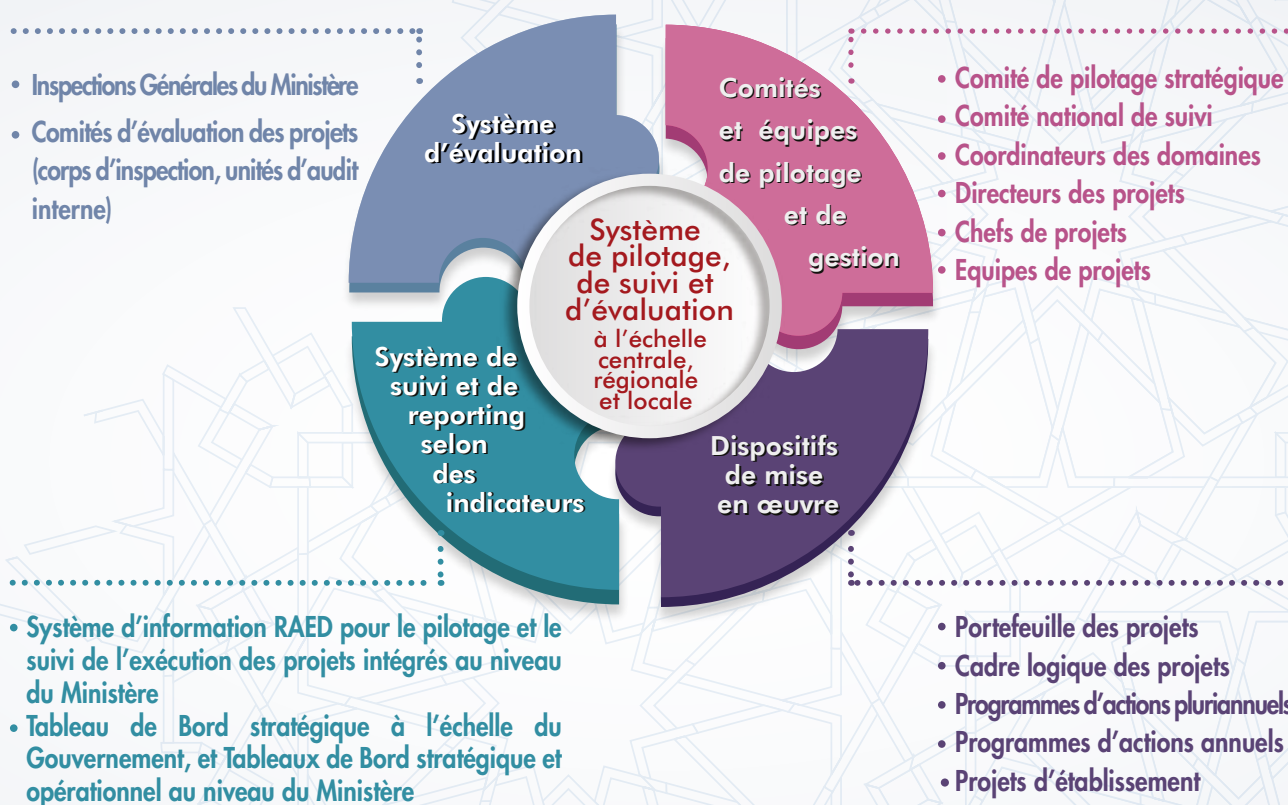 • Inspections Générales du Ministère
• Comités d’évaluation des projets
(corps d’inspection, unités d’audit
interne)
Système
d’évaluation
Comités
et équipes
de pilotage
et de
gestion
• Comité de pilotage stratégique
• Comité national de suivi
• Coordinateurs des domaines
• Directeurs des projets
• Chefs de projets
• Equipes de projets
Système
de pilotage,
de suivi et
d’évaluation
à l’échelle
centrale,
régionale
et locale
Système de
suivi et de
reporting
selon
des
indicateurs
Dispositifs
de mise
en œuvre
• Système d’information RAED pour le pilotage et le
suivi de l’exécution des projets intégrés au niveau
du Ministère
• Tableau de Bord stratégique à l’échelle du
Gouvernement, et Tableaux de Bord stratégique et
opérationnel au niveau du Ministère
• Portefeuille des projets
• Cadre logique des projets
• Programmes d’actions pluriannuels
• Programmes d’actions annuels
• Projets d’établissement